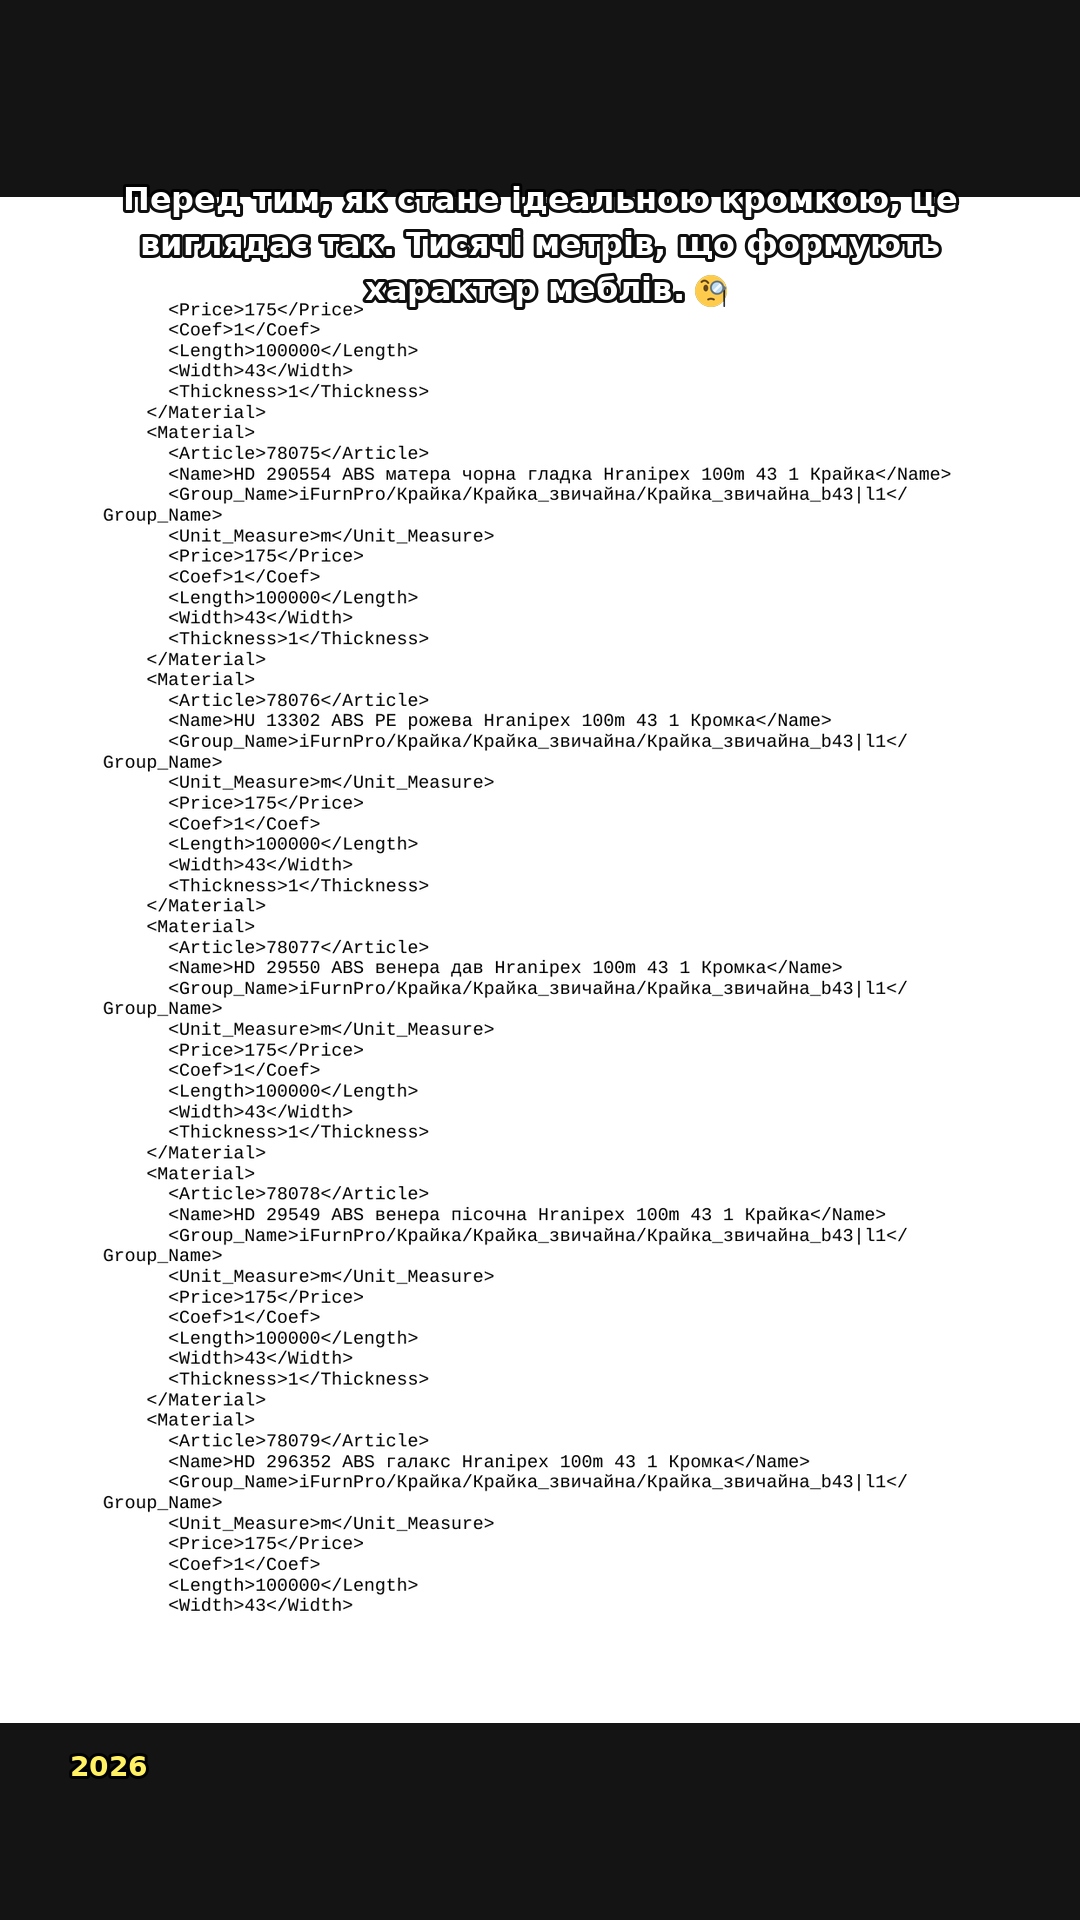 Перед тим, як стане ідеальною кромкою, це
виглядає так. Тисячі метрів, що формують
характер меблів. 🧐
<Price>175</Price>
<Coef>1</Coef>
<Length>100000</Length>
<Width>43</Width>
<Thickness>1</Thickness>
</Material>
<Material>
<Article>78075</Article>
<Name>HD 290554 ABS матера чорна гладка Hranipex 100m 43 1 Крайка</Name>
<Group_Name>iFurnPro/Крайка/Крайка_звичайна/Крайка_звичайна_b43|l1</
Group_Name>
<Unit_Measure>m</Unit_Measure>
<Price>175</Price>
<Coef>1</Coef>
<Length>100000</Length>
<Width>43</Width>
<Thickness>1</Thickness>
</Material>
<Material>
<Article>78076</Article>
<Name>HU 13302 ABS PE рожева Hranipex 100m 43 1 Кромка</Name>
<Group_Name>iFurnPro/Крайка/Крайка_звичайна/Крайка_звичайна_b43|l1</
Group_Name>
<Unit_Measure>m</Unit_Measure>
<Price>175</Price>
<Coef>1</Coef>
<Length>100000</Length>
<Width>43</Width>
<Thickness>1</Thickness>
</Material>
<Material>
<Article>78077</Article>
<Name>HD 29550 ABS венера дав Hranipex 100m 43 1 Кромка</Name>
<Group_Name>iFurnPro/Крайка/Крайка_звичайна/Крайка_звичайна_b43|l1</
Group_Name>
<Unit_Measure>m</Unit_Measure>
<Price>175</Price>
<Coef>1</Coef>
<Length>100000</Length>
<Width>43</Width>
<Thickness>1</Thickness>
</Material>
<Material>
<Article>78078</Article>
<Name>HD 29549 ABS венера пісочна Hranipex 100m 43 1 Крайка</Name>
<Group_Name>iFurnPro/Крайка/Крайка_звичайна/Крайка_звичайна_b43|l1</
Group_Name>
<Unit_Measure>m</Unit_Measure>
<Price>175</Price>
<Coef>1</Coef>
<Length>100000</Length>
<Width>43</Width>
<Thickness>1</Thickness>
</Material>
<Material>
<Article>78079</Article>
<Name>HD 296352 ABS галакс Hranipex 100m 43 1 Кромка</Name>
<Group_Name>iFurnPro/Крайка/Крайка_звичайна/Крайка_звичайна_b43|l1</
Group_Name>
<Unit_Measure>m</Unit_Measure>
<Price>175</Price>
<Coef>1</Coef>
<Length>100000</Length>
<Width>43</Width>
2026